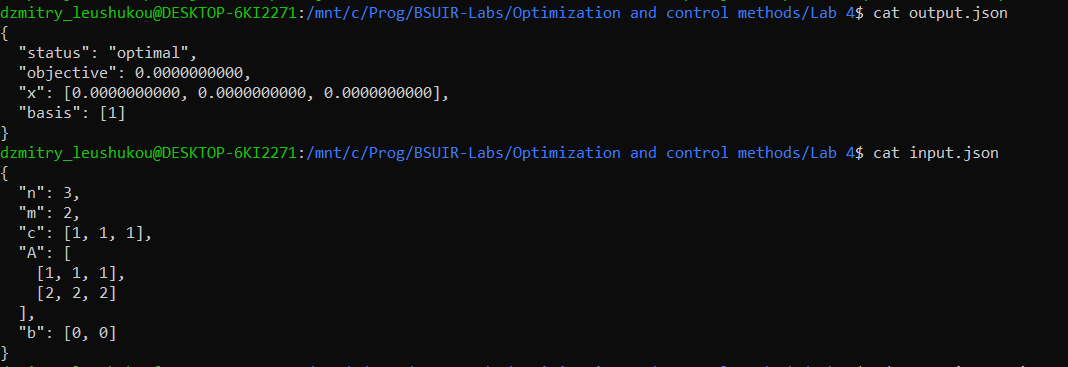 dzmitry_leushukou@DESKTOP-6KI2271:/mnt/c/Prog/BSUIR-Labs/Optimization and control methods/Lab 4$ cat output.json
{
  "status": "optimal",
  "objective": 0.0000000000,
  "x": [0.0000000000, 0.0000000000, 0.0000000000],
  "basis": [1]
}
dzmitry_leushukou@DESKTOP-6KI2271:/mnt/c/Prog/BSUIR-Labs/Optimization and control methods/Lab 4$ cat input.json
{
  "n": 3,
  "m": 2,
  "c": [1, 1, 1],
  "A": [
    [1, 1, 1],
    [2, 2, 2]
  ],
  "b": [0, 0]
}